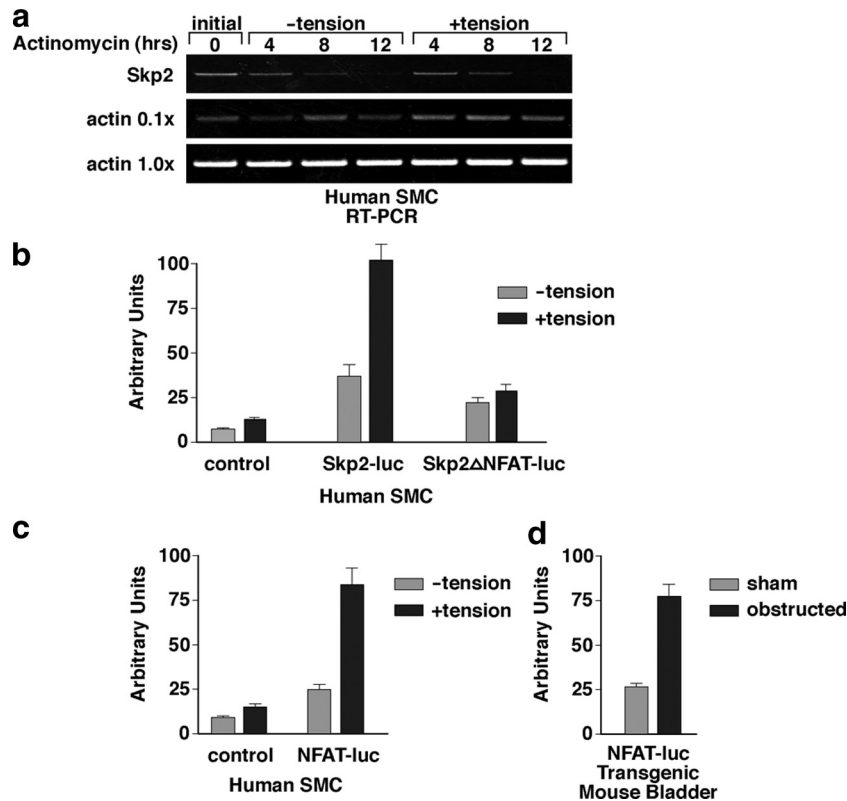 a
initial –tension +tension
Actinomycin (hrs) 0 4 8 12 4 8 12
Skp2
actin 0.1x
actin 1.0x
Human SMC
RT-PCR
b
Arbitrary Units
100
75
50
25
0
–tension
+tension
control Skp2-luc Skp2ΔNFAT-luc
Human SMC
c
Arbitrary Units
100
75
50
25
0
–tension
+tension
control NFAT-luc
Human SMC
d
Arbitrary Units
100
75
50
25
0
sham
obstructed
NFAT-luc
Transgenic
Mouse Bladder